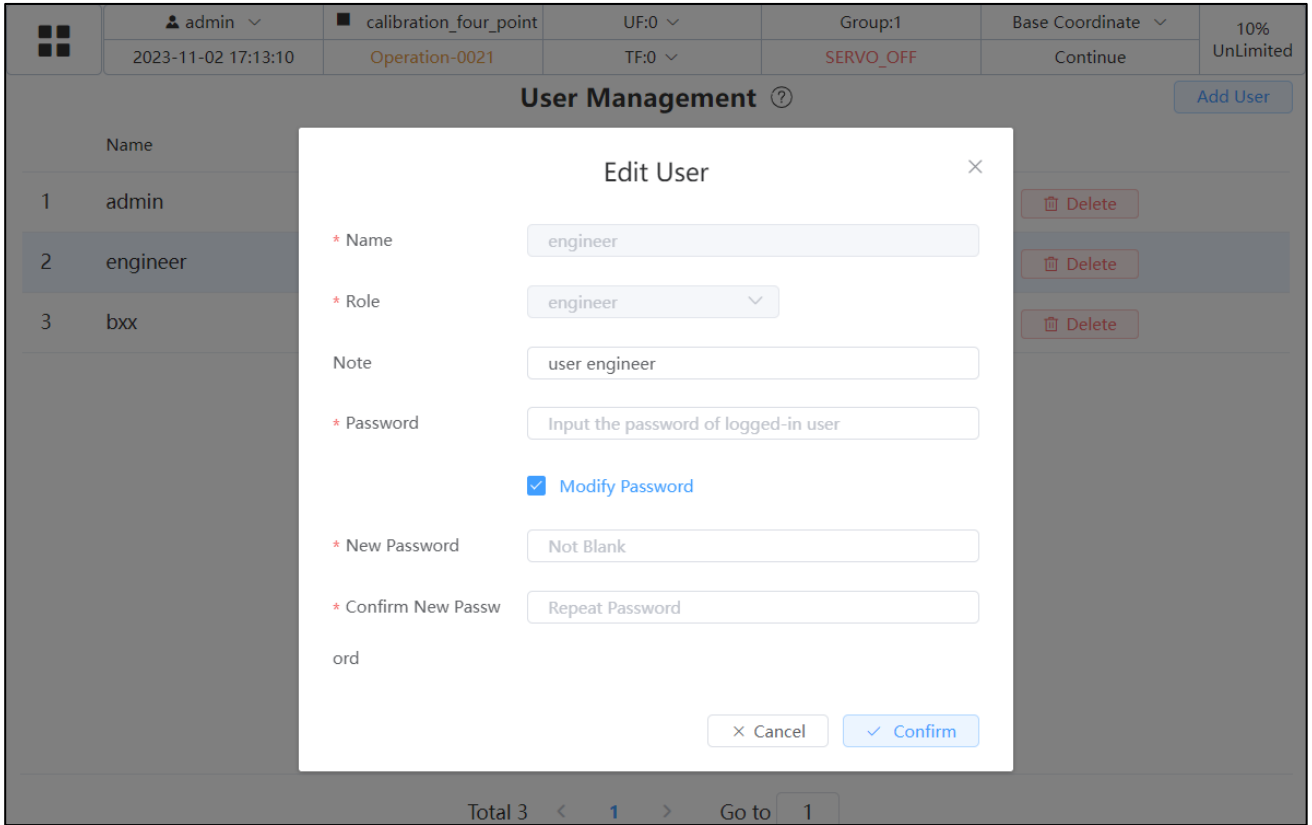 admin
calibration_four_point
UF:0
Group:1
Base Coordinate
10%
UnLimited
2023-11-02 17:13:10
Operation-0021
TF:0
SERVO_OFF
Continue
User Management ?
Add User
Name
1 admin Delete
2 engineer Delete
3 bxx Delete
Edit User
* Name engineer
* Role engineer
Note user engineer
* Password Input the password of logged-in user
Modify Password
* New Password Not Blank
* Confirm New Passw Repeat Password
ord
Cancel Confirm
Total 3 < 1 > Go to 1